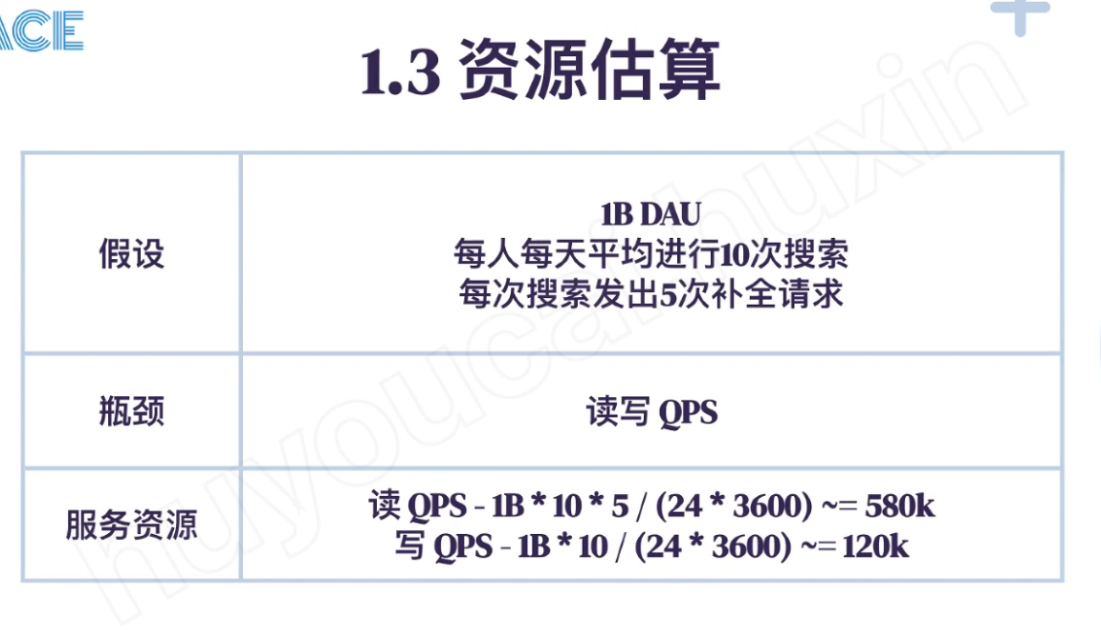 ACE
1.3 资源估算
假设
1B DAU
每人每天平均进行10次搜索
每次搜索发出5次补全请求
瓶颈
读写 QPS
服务资源
读 QPS - 1B * 10 * 5 / (24 * 3600) ~= 580k
写 QPS - 1B * 10 / (24 * 3600) ~= 120k
huyoucaihuxin